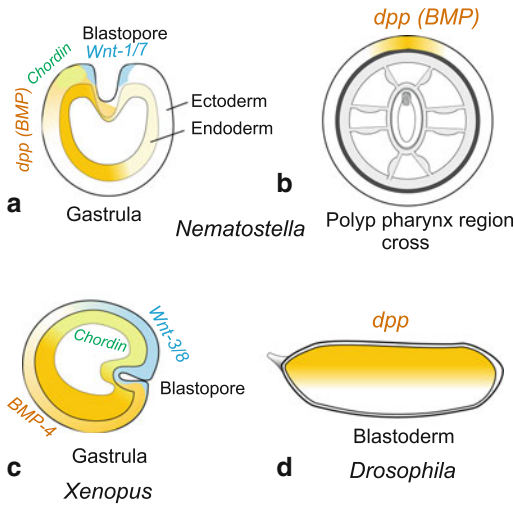 a
Blastopore
Wnt-1/7
Chordin
dpp (BMP)
Ectoderm
Endoderm
Gastrula
dpp (BMP)
b
Polyp pharynx region
cross
Nematostella
Chordin
Wnt-3/8
Blastopore
BMP-4
c
Gastrula
Xenopus
dpp
Blastoderm
d
Drosophila